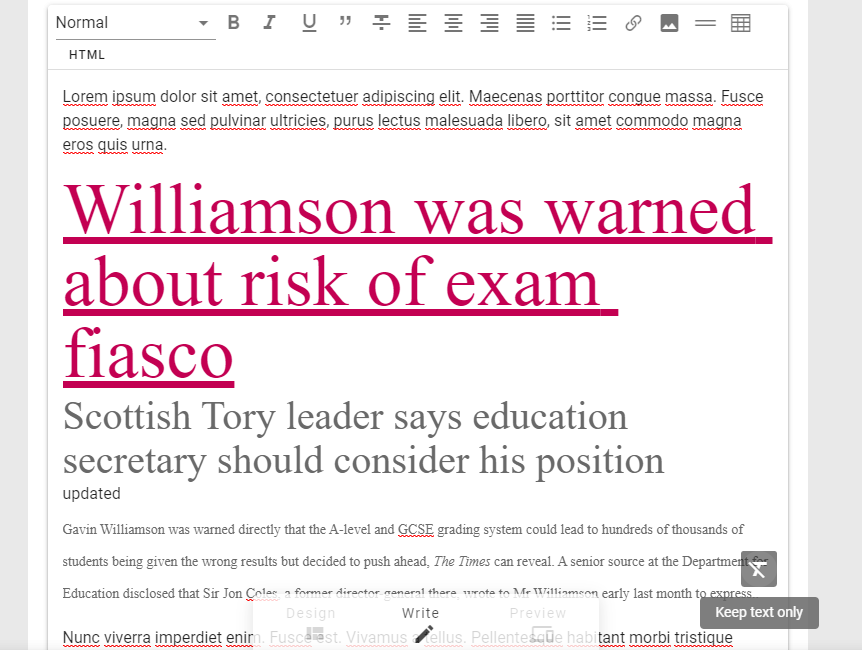 Normal
HTML
Lorem ipsum dolor sit amet, consectetuer adipiscing elit. Maecenas porttitor congue massa. Fusce
posuere, magna sed pulvinar ultricies, purus lectus malesuada libero, sit amet commodo magna
eros quis urna.
Williamson was warned
about risk of exam
fiasco
Scottish Tory leader says education
secretary should consider his position
updated
Gavin Williamson was warned directly that the A-level and GCSE grading system could lead to hundreds of thousands of
students being given the wrong results but decided to push ahead, The Times can reveal. A senior source at the Department for
Education disclosed that Sir Jon Coles, a former director-general there, wrote to Mr Williamson early last month to express
Keep text only
Design Write Preview
Nunc viverra imperdiet enim. Fusce est. Vivamus a tellus. Pellentesque habitant morbi tristique